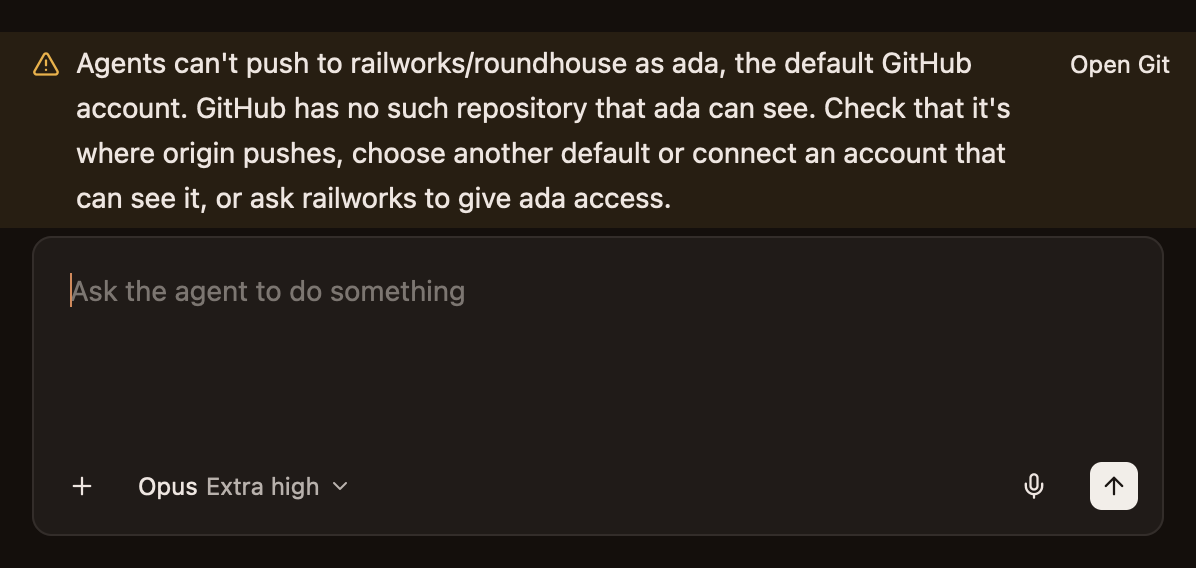 Agents can't push to railworks/roundhouse as ada, the default GitHub
account. GitHub has no such repository that ada can see. Check that it's
where origin pushes, choose another default or connect an account that
can see it, or ask railworks to give ada access.
Open Git
Ask the agent to do something
Opus Extra high